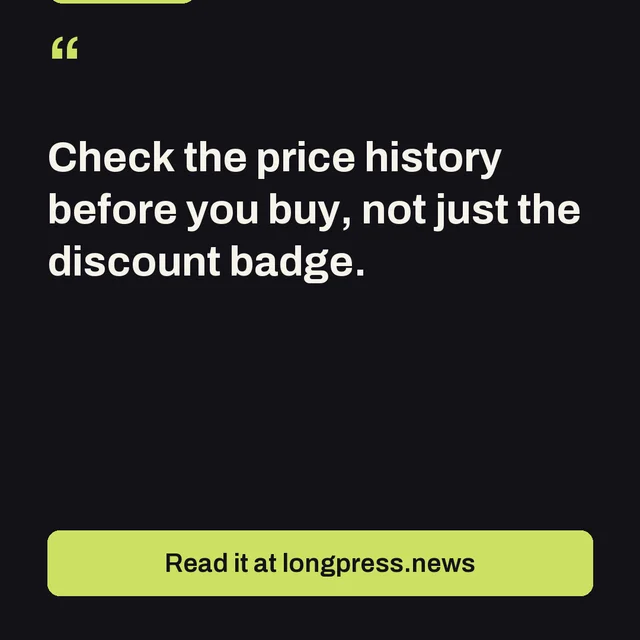 “
Check the price history
before you buy, not just the
discount badge.
Read it at longpress.news